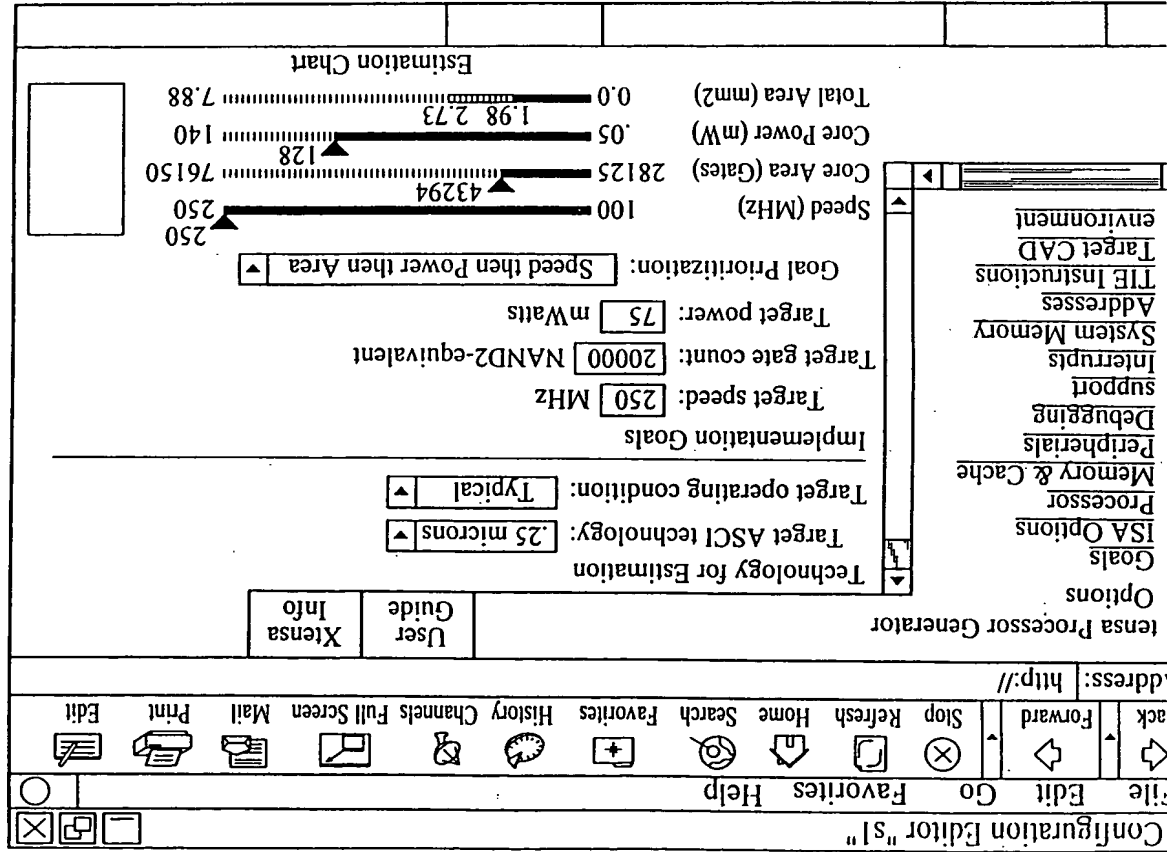 Configuration Editor "s1"
File Edit Go Favorites Help
ack Forward Stop Refresh Home Search Favorites History Channels Full Screen Mail Print Edit
Address: http://
tensa Processor Generator
User Guide
Xtensa Info
Options
Goals
ISA Options
Processor
Memory & Cache
Peripherials
Debugging
support
Interrupts
System Memory
Addresses
TIE Instructions
Target CAD
environment
Technology for Estimation
Target ASCI technology: .25 microns
Target operating condition: Typical
Implementation Goals
Target speed: 250 MHz
Target gate count: 20000 NAND2-equivalent
Target power: 75 mWatts
Goal Prioritization: Speed then Power then Area
250
Speed (MHz) 100 250
43294
Core Area (Gates) 28125 76150
128
Core Power (mW) .05 140
1.98 2.73
Total Area (mm2) 0.0 7.88
Estimation Chart